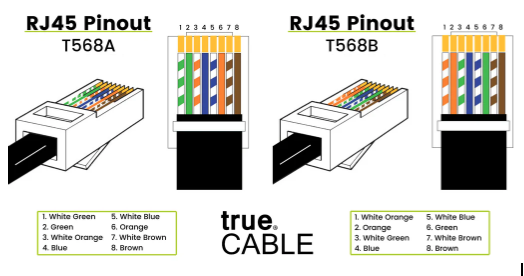 RJ45 Pinout
T568A
1 2 3 4 5 6 7 8
RJ45 Pinout
T568B
1 2 3 4 5 6 7 8
1. White Green
2. Green
3. White Orange
4. Blue
5. White Blue
6. Orange
7. White Brown
8. Brown
true®
CABLE
1. White Orange
2. Orange
3. White Green
4. Blue
5. White Blue
6. Green
7. White Brown
8. Brown